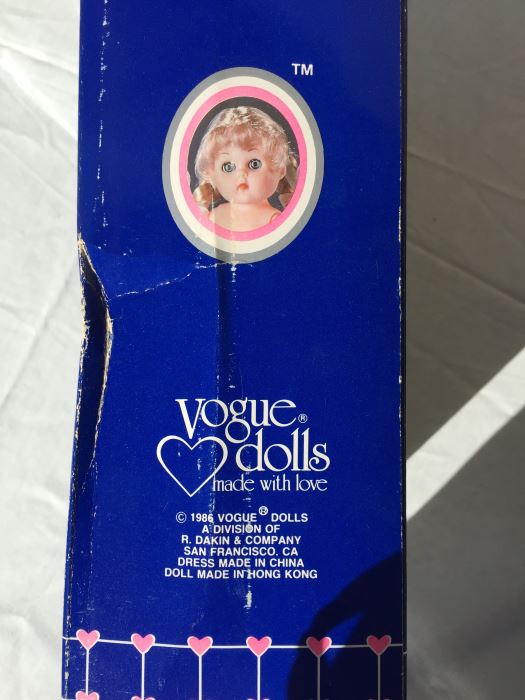 TM
Vogue®
dolls
made with love
© 1986 VOGUE® DOLLS
A DIVISION OF
R. DAKIN & COMPANY
SAN FRANCISCO. CA
DRESS MADE IN CHINA
DOLL MADE IN HONG KONG